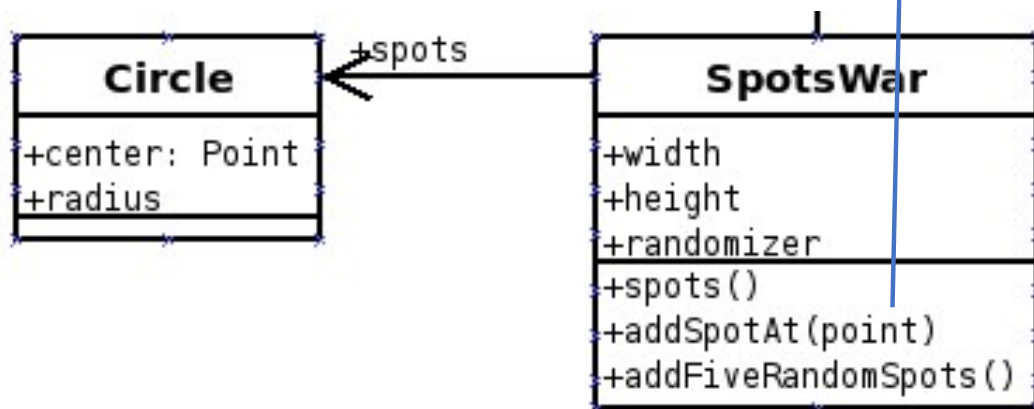 Circle
+center: Point
+radius
+spots
SpotsWar
+width
+height
+randomizer
+spots()
+addSpotAt(point)
+addFiveRandomSpots()